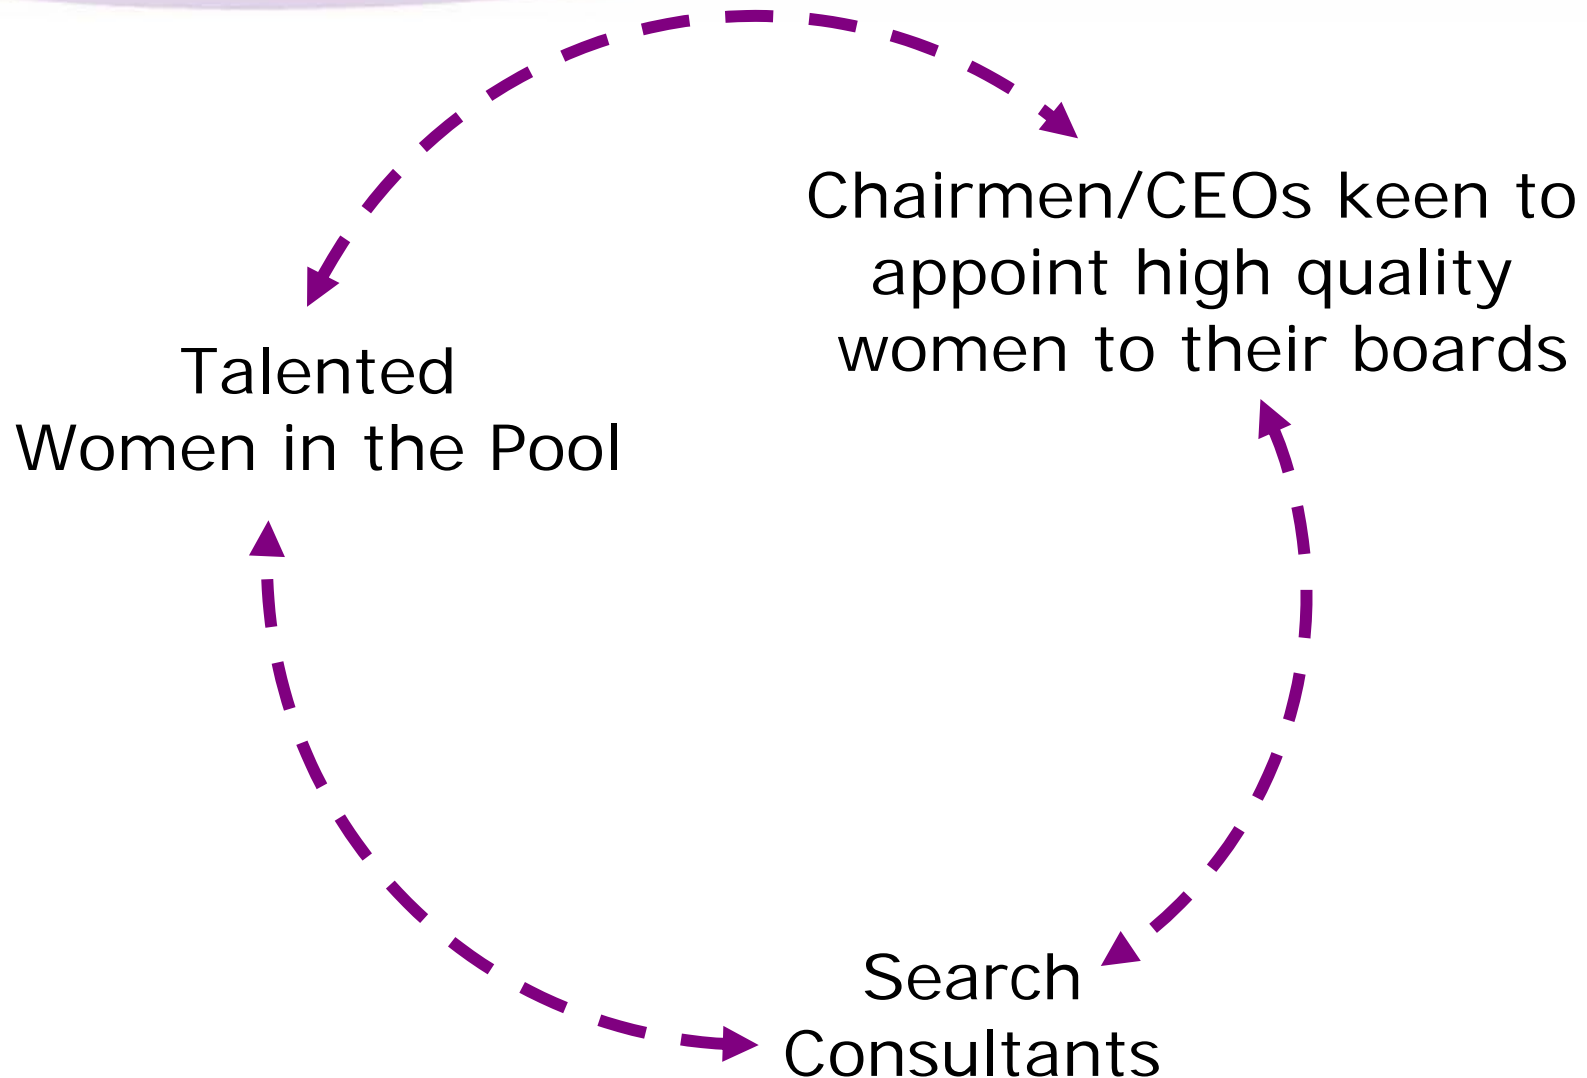 Chairmen/CEOs keen to
appoint high quality
women to their boards
Talented
Women in the Pool
Search
Consultants